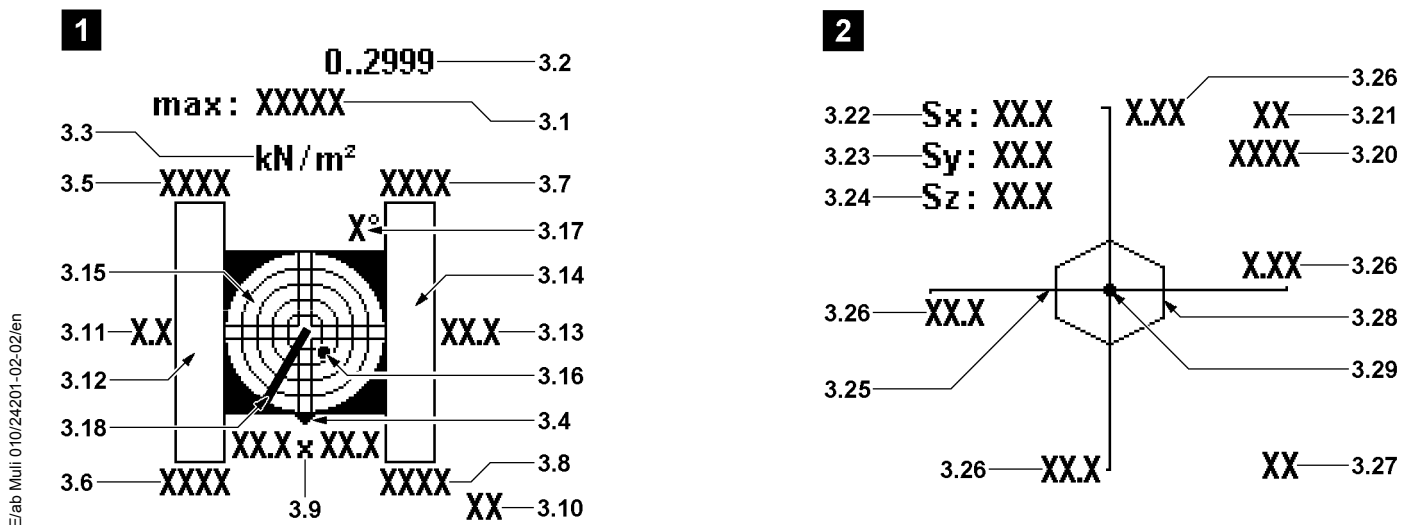 1
0..2999 3.2
max: XXXXX 3.1
3.3 kN/m²
3.5 XXXX XXXX 3.7
X° 3.17
3.15 3.14
3.11 X.X XX.X 3.13
3.12 3.16
3.18 3.4
XX.X x XX.X
3.6 XXXX XXXX 3.8
3.9 XX 3.10
E/ab Muli 010/24201-02-02/en
2
3.26
3.22 Sx: XX.X X.XX XX 3.21
3.23 Sy: XX.X XXXX 3.20
3.24 Sz: XX.X
X.XX 3.26
3.26 XX.X 3.28
3.29
3.25
3.26 XX.X XX 3.27